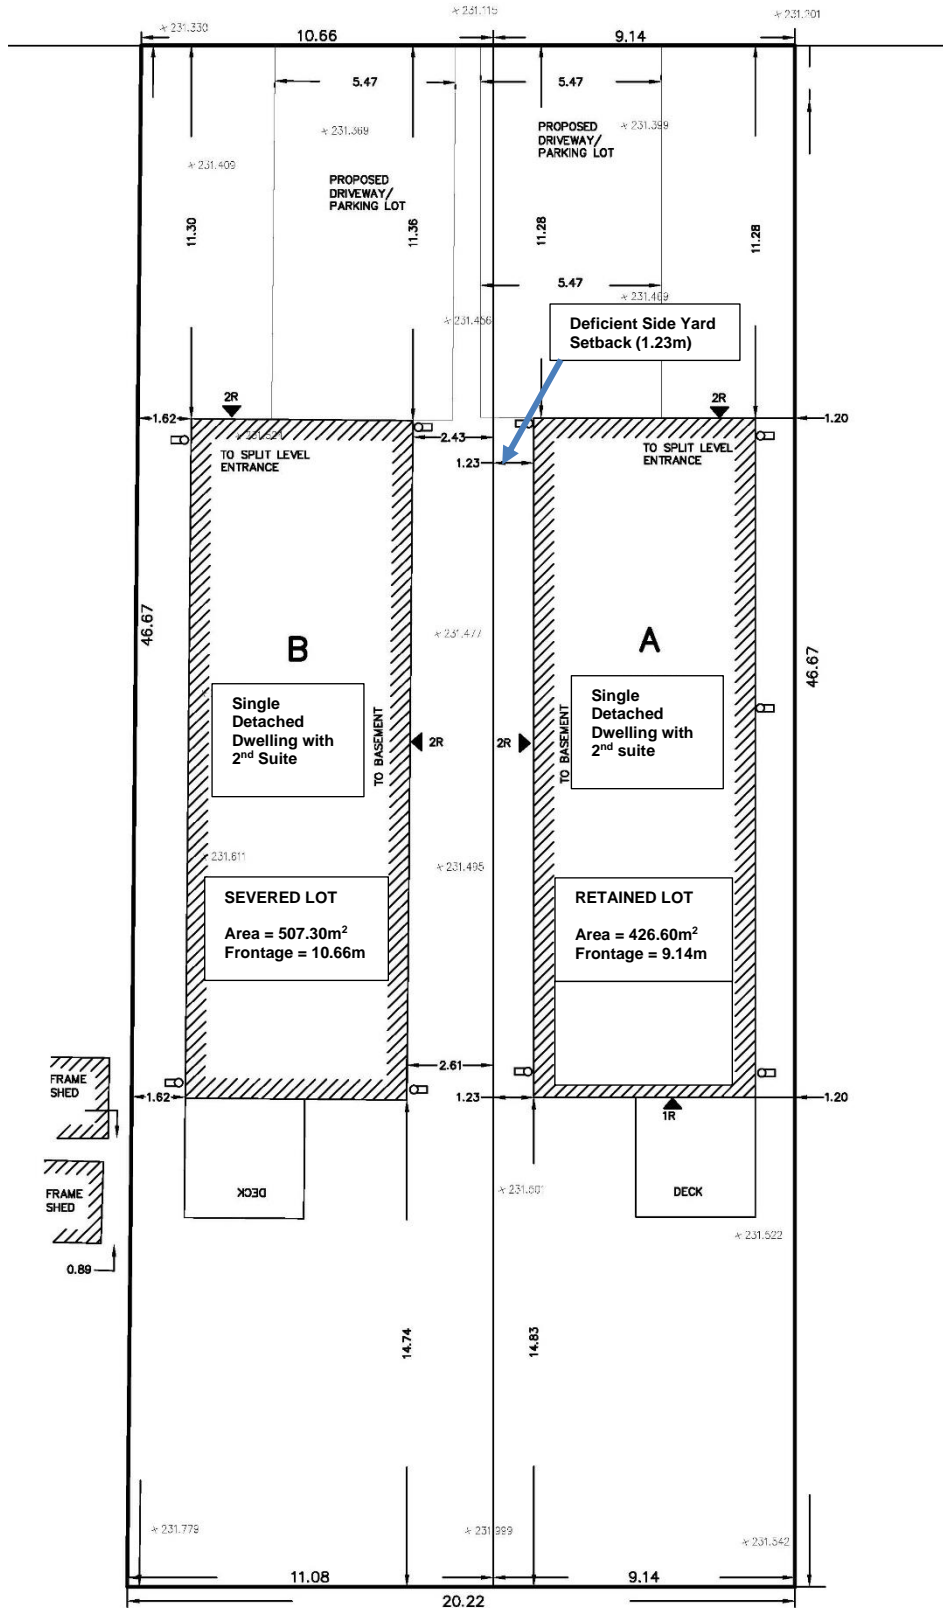 231.330
231.115
231.201
10.66
9.14
5.47
5.47
231.369
PROPOSED
DRIVEWAY/
PARKING LOT
231.399
231.409
PROPOSED
DRIVEWAY/
PARKING LOT
11.30
11.36
11.28
11.28
5.47
231.456
Deficient Side Yard
Setback (1.23m)
2R
2R
1.62
1.20
2.43
TO SPLIT LEVEL
ENTRANCE
1.23
TO SPLIT LEVEL
ENTRANCE
46.67
231.477
46.67
B
A
Single
Detached
Dwelling with
2nd Suite
Single
Detached
Dwelling with
2nd suite
TO BASEMENT
2R
2R
TO BASEMENT
231.611
231.495
SEVERED LOT
Area = 507.30m2
Frontage = 10.66m
RETAINED LOT
Area = 426.60m2
Frontage = 9.14m
FRAME
SHED
2.61
1.62
1.23
1.20
1R
FRAME
SHED
DECK
DECK
231.522
0.89
14.74
14.83
231.779
231.999
231.542
11.08
9.14
20.22